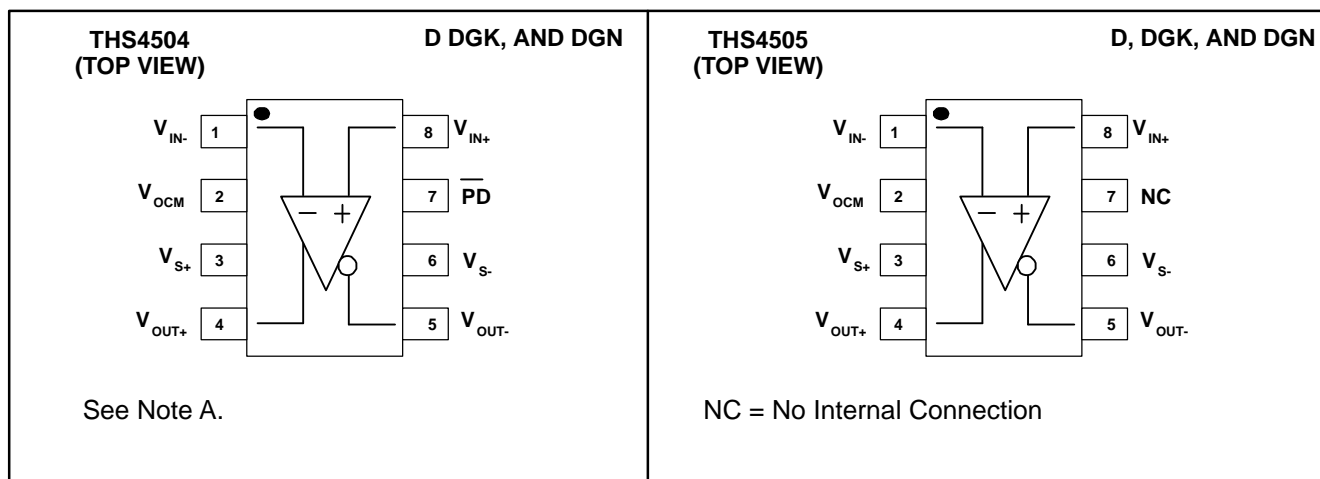 THS4504
(TOP VIEW)
D DGK, AND DGN
V IN- 1 8 V IN+
V OCM 2 7 P̅D̅
V S+ 3 6 V S-
V OUT+ 4 5 V OUT-
− +
See Note A.
THS4505
(TOP VIEW)
D, DGK, AND DGN
V IN- 1 8 V IN+
V OCM 2 7 NC
V S+ 3 6 V S-
V OUT+ 4 5 V OUT-
− +
NC = No Internal Connection